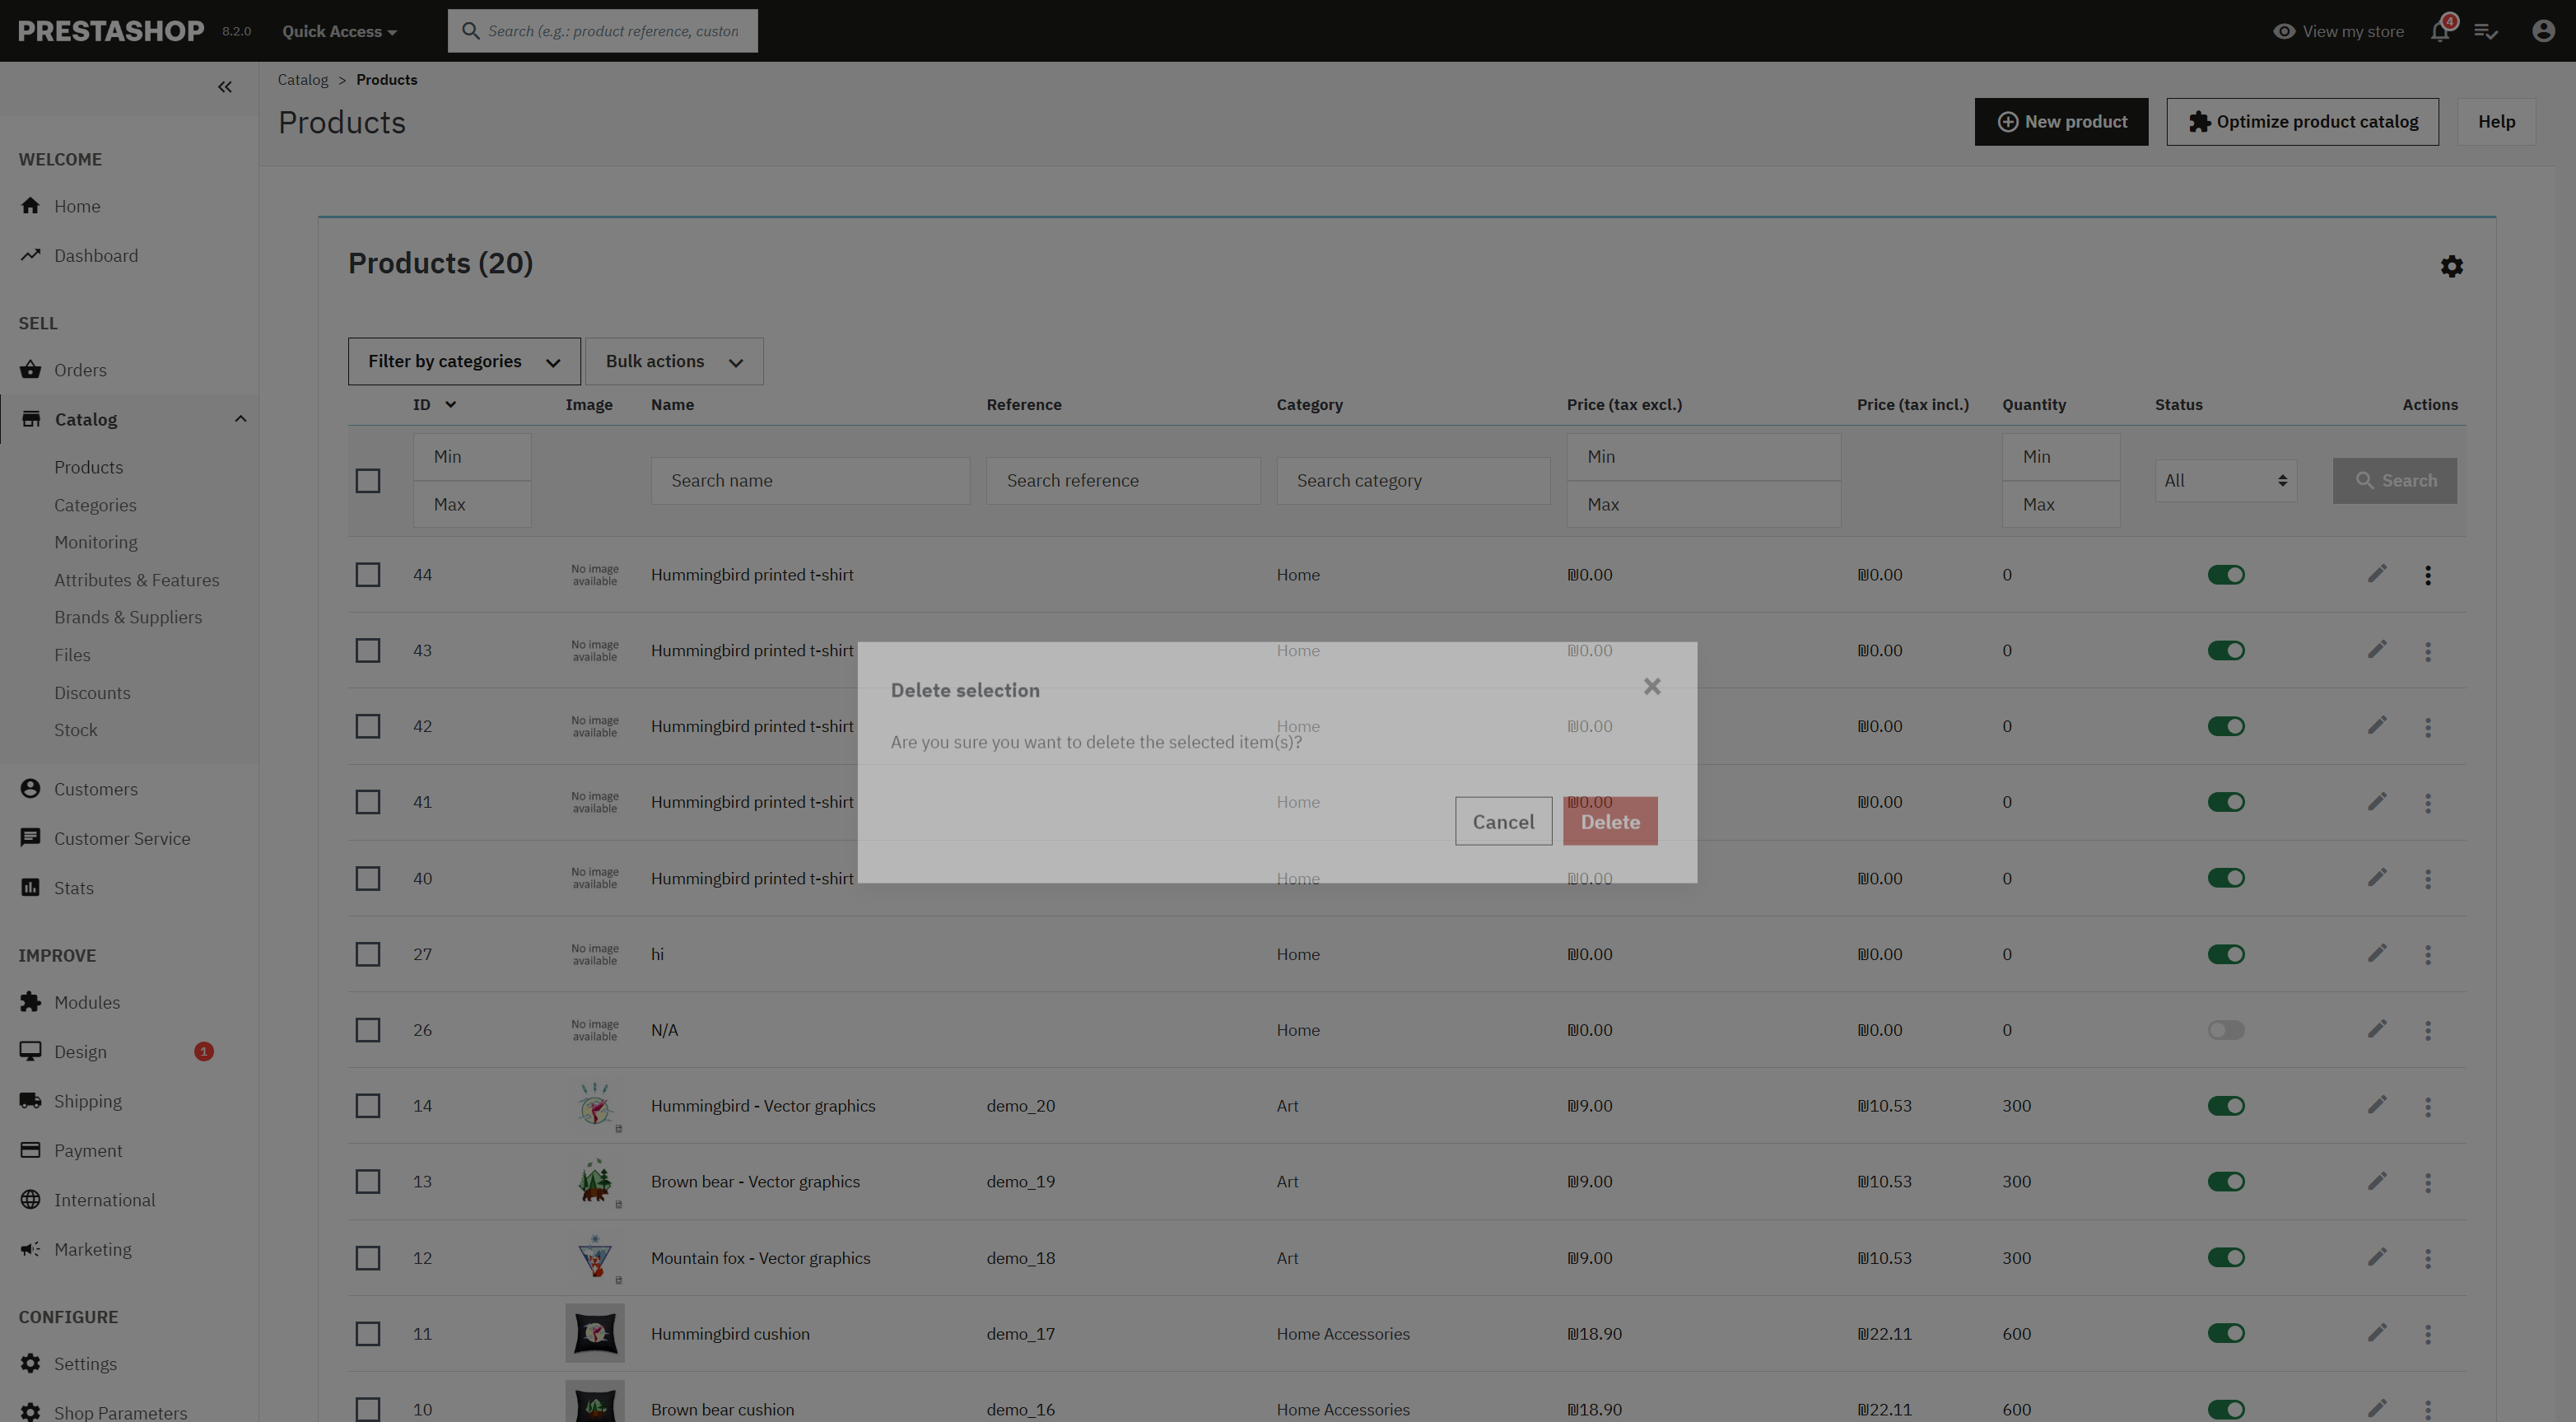 PRESTASHOP 8.2.0 Quick Access Search (e.g.: product reference, custon View my store 4
Catalog > Products
Products
New product Optimize product catalog Help
WELCOME
Home
Dashboard
SELL
Orders
Catalog
Products
Categories
Monitoring
Attributes & Features
Brands & Suppliers
Files
Discounts
Stock
Customers
Customer Service
Stats
IMPROVE
Modules
Design 1
Shipping
Payment
International
Marketing
CONFIGURE
Settings
Shop Parameters
Products (20)
Filter by categories Bulk actions
ID Image Name Reference Category Price (tax excl.) Price (tax incl.) Quantity Status Actions
Min Min Min
Search name Search reference Search category All Search
Max Max Max
44 No image available Hummingbird printed t-shirt Home ₪0.00 ₪0.00 0
43 No image available Hummingbird printed t-shirt Home ₪0.00 ₪0.00 0
42 No image available Hummingbird printed t-shirt Home ₪0.00 ₪0.00 0
41 No image available Hummingbird printed t-shirt Home ₪0.00 ₪0.00 0
40 No image available Hummingbird printed t-shirt Home ₪0.00 ₪0.00 0
27 No image available hi Home ₪0.00 ₪0.00 0
26 No image available N/A Home ₪0.00 ₪0.00 0
14 Hummingbird - Vector graphics demo_20 Art ₪9.00 ₪10.53 300
13 Brown bear - Vector graphics demo_19 Art ₪9.00 ₪10.53 300
12 Mountain fox - Vector graphics demo_18 Art ₪9.00 ₪10.53 300
11 Hummingbird cushion demo_17 Home Accessories ₪18.90 ₪22.11 600
10 Brown bear cushion demo_16 Home Accessories ₪18.90 ₪22.11 600
Delete selection ×
Are you sure you want to delete the selected item(s)?
Cancel Delete